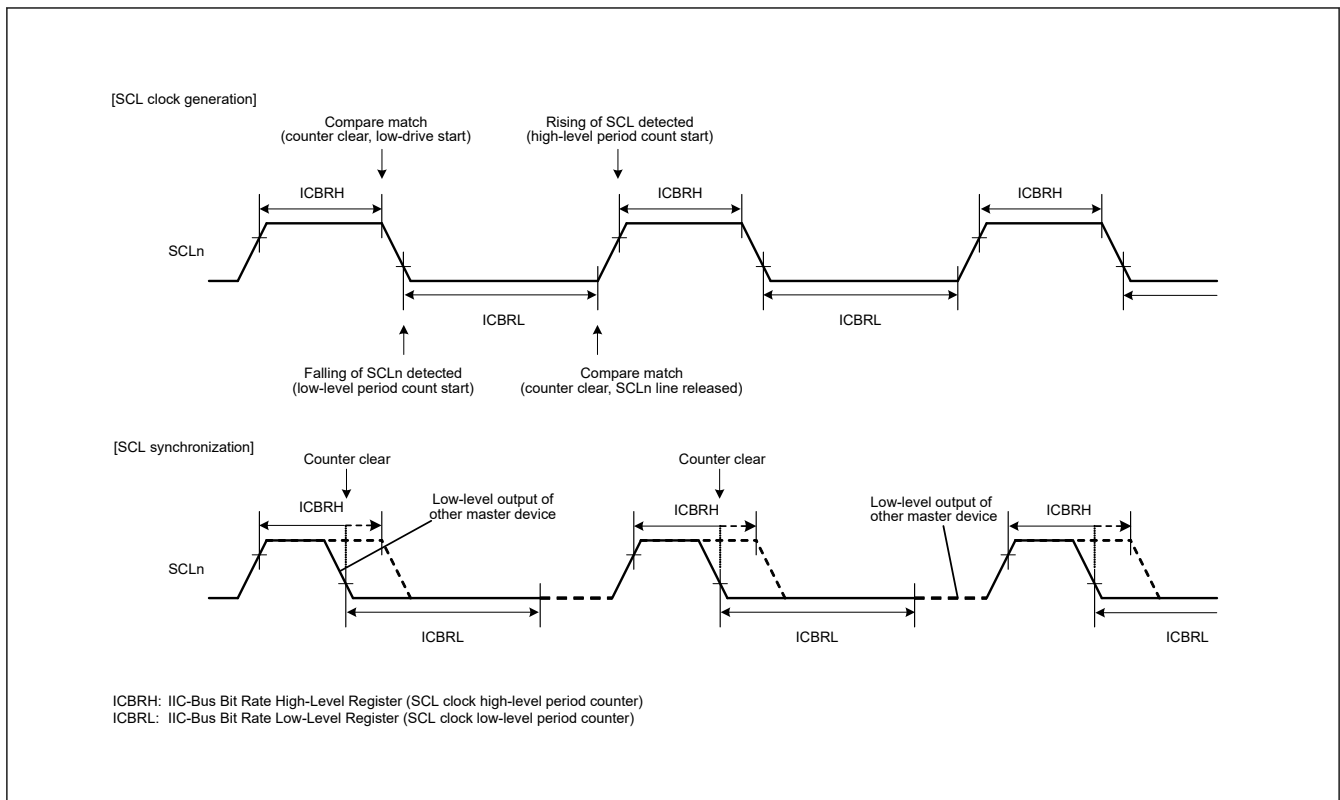 [SCL clock generation]
Compare match
(counter clear, low-drive start)
Rising of SCL detected
(high-level period count start)
ICBRH
ICBRH
ICBRH
SCLn
ICBRL
ICBRL
Falling of SCLn detected
(low-level period count start)
Compare match
(counter clear, SCLn line released)
[SCL synchronization]
Counter clear
Counter clear
ICBRH
Low-level output of
other master device
ICBRH
Low-level output of
other master device
ICBRH
SCLn
ICBRL
ICBRL
ICBRL
ICBRH: IIC-Bus Bit Rate High-Level Register (SCL clock high-level period counter)
ICBRL: IIC-Bus Bit Rate Low-Level Register (SCL clock low-level period counter)